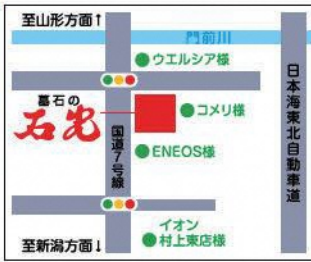 至山形方面↑
門前川
ウエルシア様
墓石の
石光
コメリ様
国道7号線
ENEOS様
日本海東北自動車道
イオン
村上東店様
至新潟方面↓